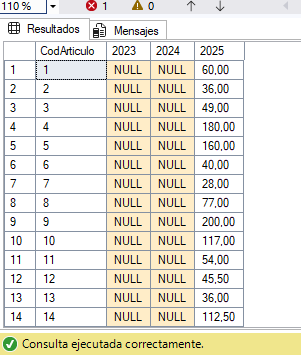 110 % 1 0
Resultados Mensajes
CodArticulo 2023 2024 2025
1 1 NULL NULL 60,00
2 2 NULL NULL 36,00
3 3 NULL NULL 49,00
4 4 NULL NULL 180,00
5 5 NULL NULL 160,00
6 6 NULL NULL 40,00
7 7 NULL NULL 28,00
8 8 NULL NULL 77,00
9 9 NULL NULL 200,00
10 10 NULL NULL 117,00
11 11 NULL NULL 54,00
12 12 NULL NULL 45,50
13 13 NULL NULL 36,00
14 14 NULL NULL 112,50
Consulta ejecutada correctamente.